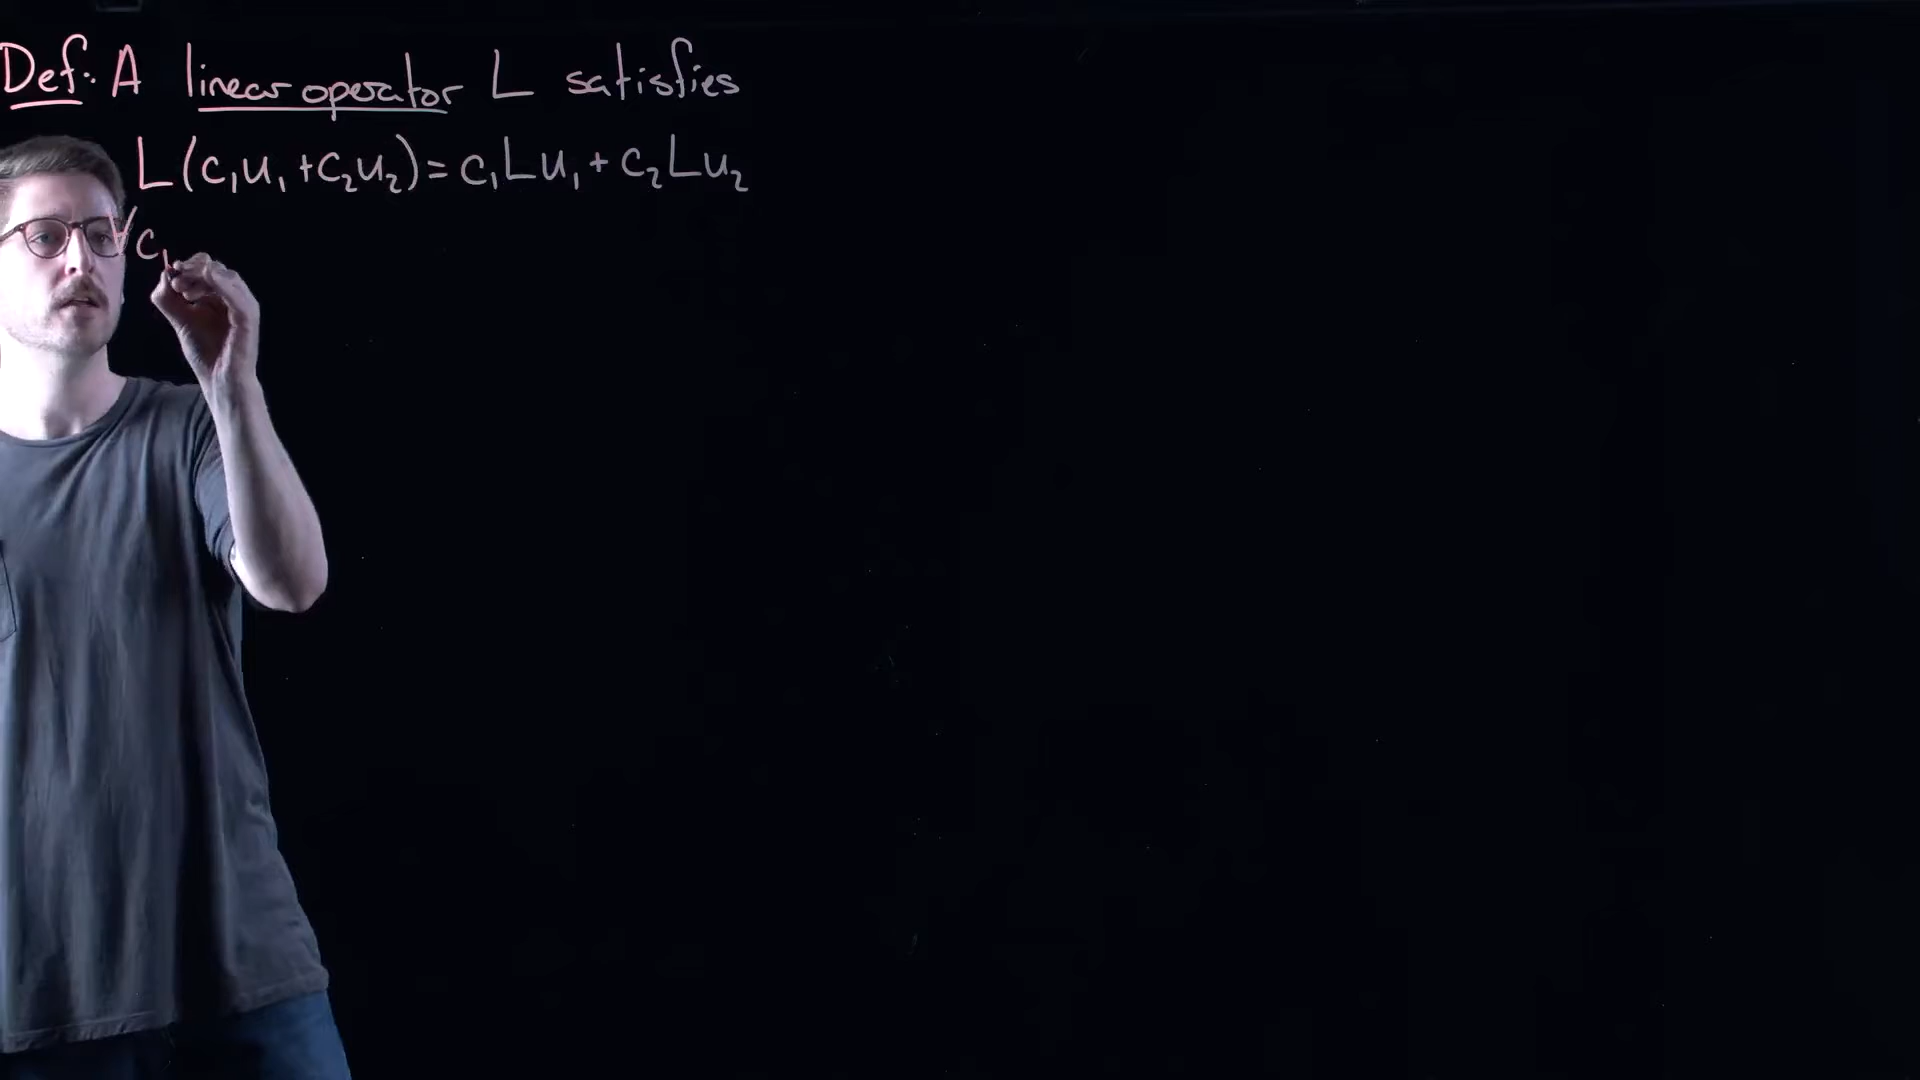 Def: A linear operator L satisfies
L(c₁u₁+c₂u₂)=c₁Lu₁+c₂Lu₂
∀c₁